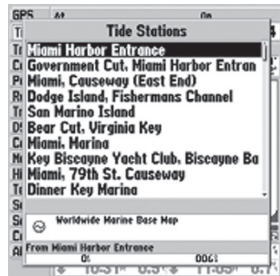 GPS At On
Tide Stations
Miami Harbor Entrance
Government Cut, Miami Harbor Entran
Miami, Causeway (East End)
Dodge Island, Fishermans Channel
San Marino Island
Bear Cut, Virginia Key
Miami, Marina
Key Biscayne Yacht Club, Biscayne Ba
Miami, 79th St. Causeway
Dinner Key Marina
Worldwide Marine Base Map
From Miami Harbor Entrance